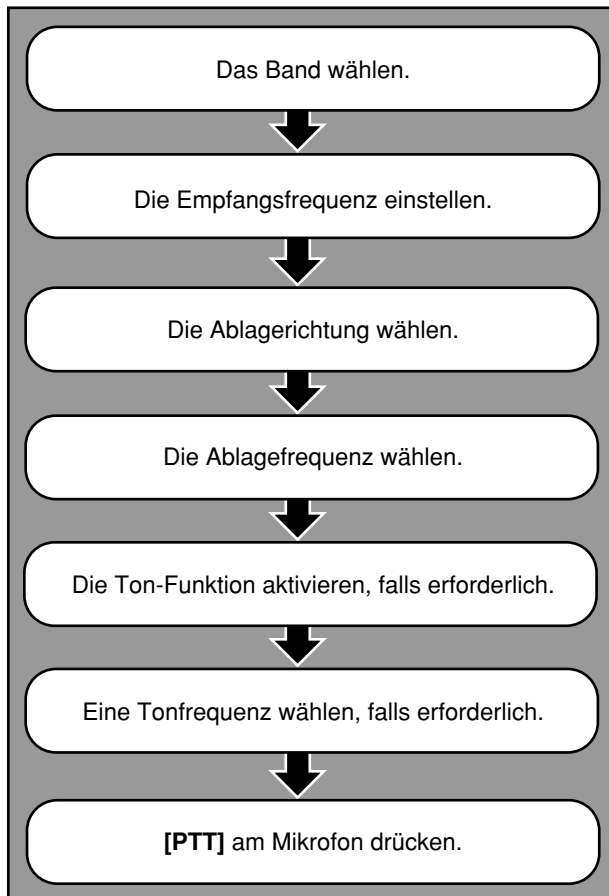 Das Band wählen.
Die Empfangsfrequenz einstellen.
Die Ablagerichtung wählen.
Die Ablagefrequenz wählen.
Die Ton-Funktion aktivieren, falls erforderlich.
Eine Tonfrequenz wählen, falls erforderlich.
[PTT] am Mikrofon drücken.